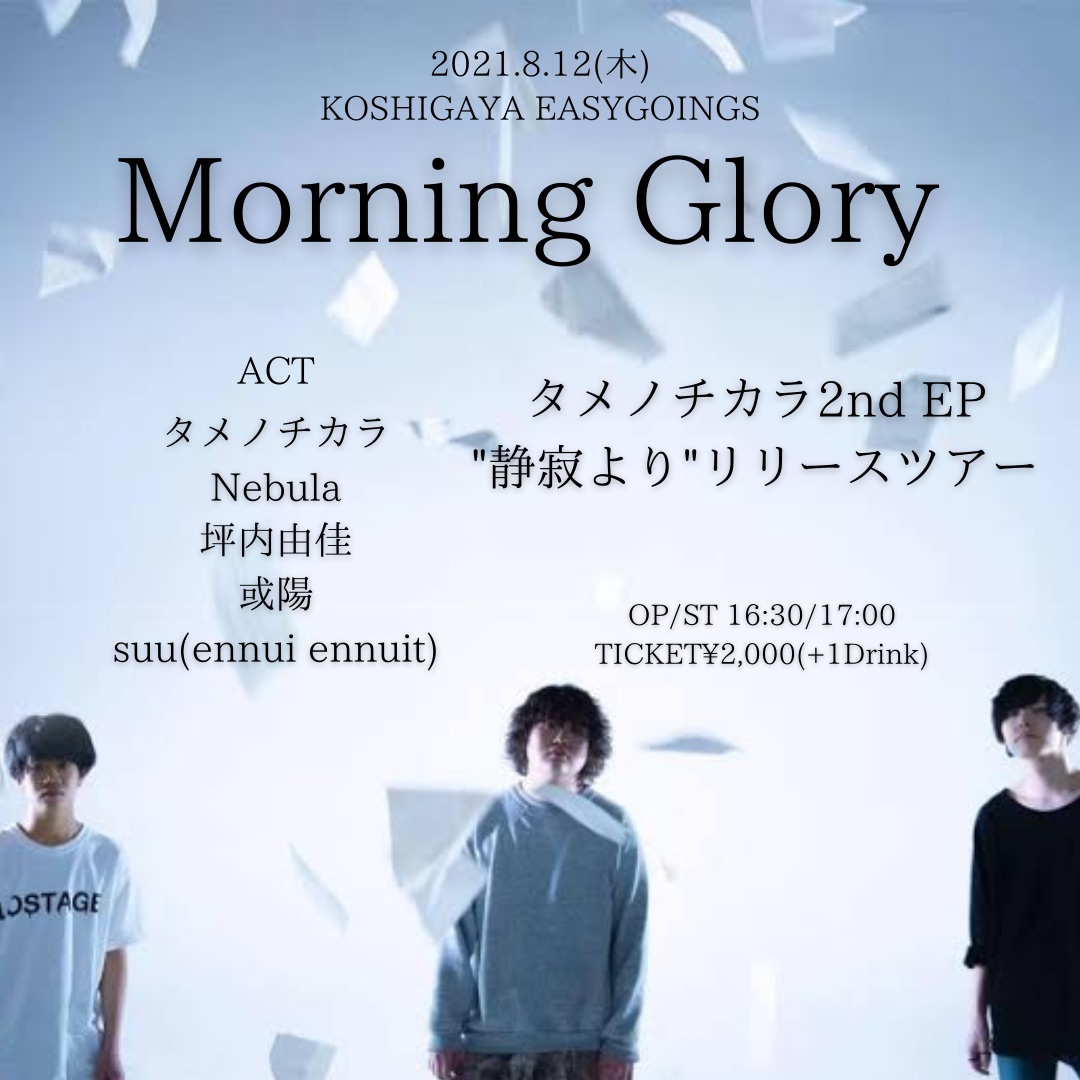 2021.8.12(木)
KOSHIGAYA EASYGOINGS
Morning Glory
ACT
タメノチカラ
Nebula
坪内由佳
或陽
suu(ennui ennuit)
タメノチカラ2nd EP
"静寂より"リリースツアー
OP/ST 16:30/17:00
TICKET¥2,000(+1Drink)